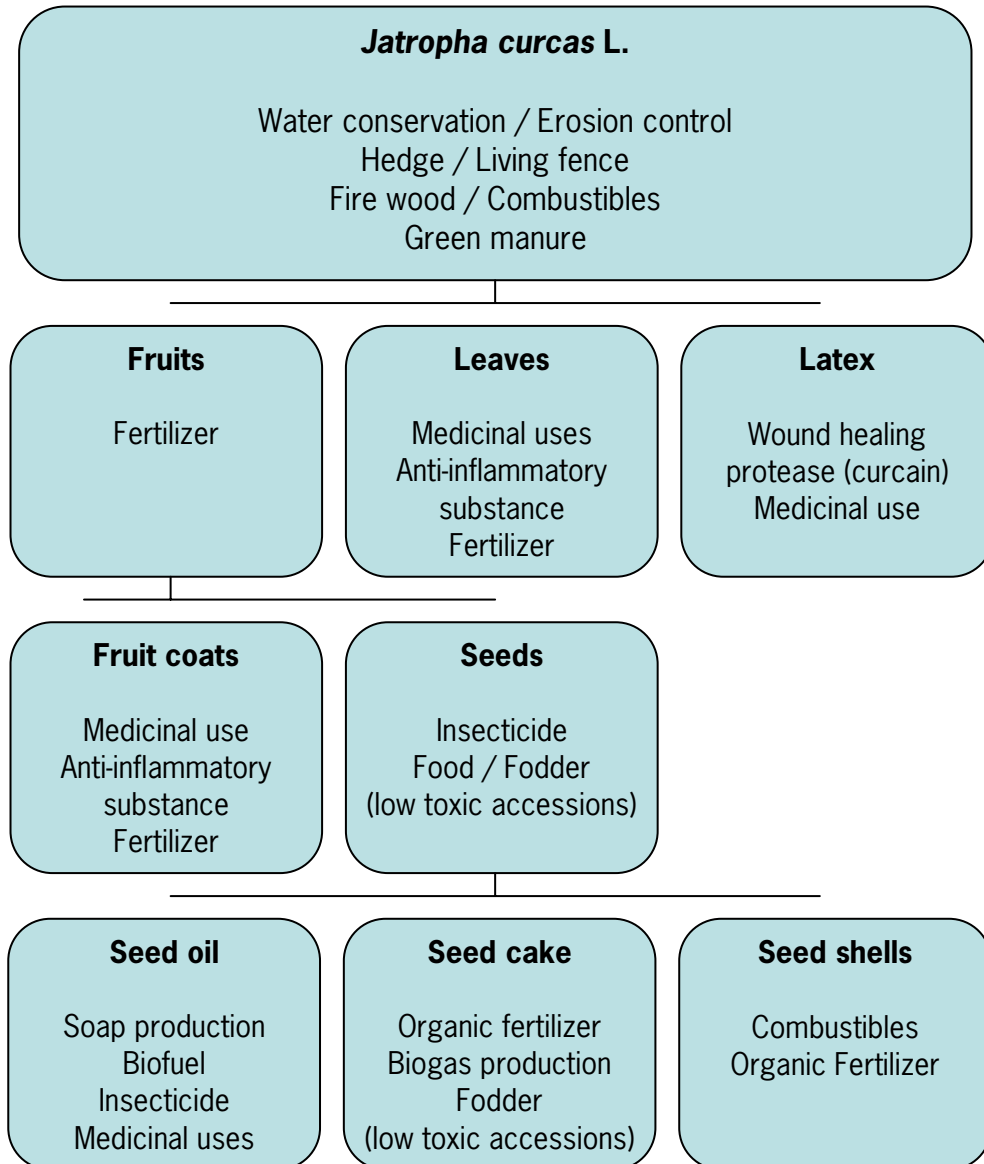 Jatropha curcas L.
Water conservation / Erosion control
Hedge / Living fence
Fire wood / Combustibles
Green manure
Fruits
Fertilizer
Leaves
Medicinal uses
Anti-inflammatory
substance
Fertilizer
Latex
Wound healing
protease (curcain)
Medicinal use
Fruit coats
Medicinal use
Anti-inflammatory
substance
Fertilizer
Seeds
Insecticide
Food / Fodder
(low toxic accessions)
Seed oil
Soap production
Biofuel
Insecticide
Medicinal uses
Seed cake
Organic fertilizer
Biogas production
Fodder
(low toxic accessions)
Seed shells
Combustibles
Organic Fertilizer